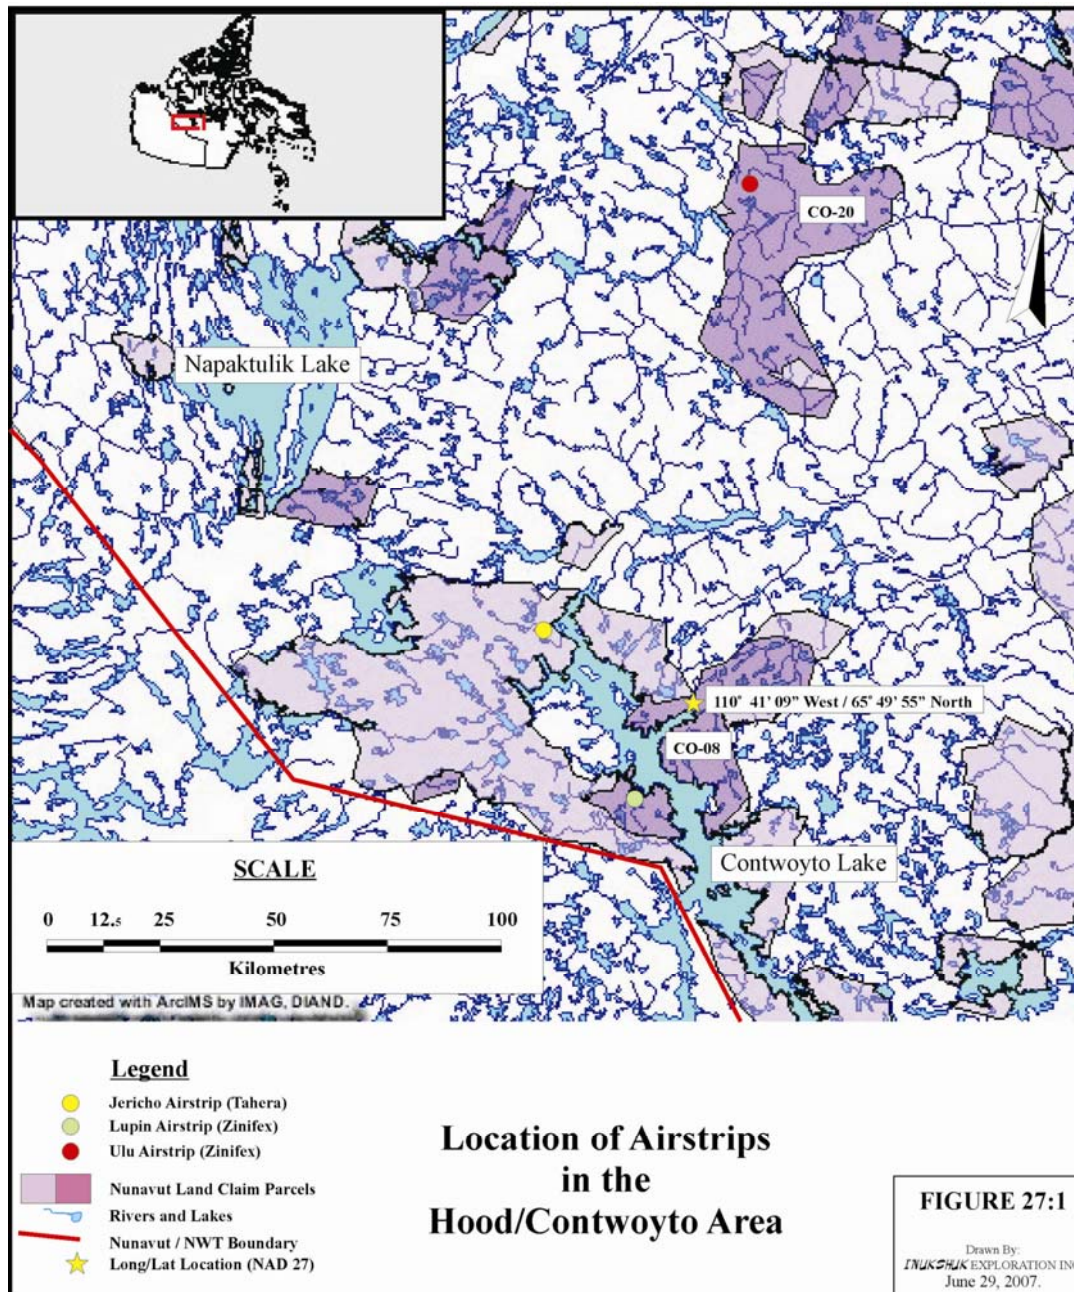 CO-20
N
Napaktulik Lake
110° 41' 09" West / 65° 49' 55" North
CO-08
Contwoyto Lake
SCALE
0 12.5 25 50 75 100
Kilometres
Map created with ArcIMS by IMAG, DIAND.
Legend
Jericho Airstrip (Tahera)
Lupin Airstrip (Zinifex)
Ulu Airstrip (Zinifex)
Nunavut Land Claim Parcels
Rivers and Lakes
Nunavut / NWT Boundary
Long/Lat Location (NAD 27)
Location of Airstrips
in the
Hood/Contwoyto Area
FIGURE 27:1
Drawn By:
INUKSHUK EXPLORATION INC
June 29, 2007.